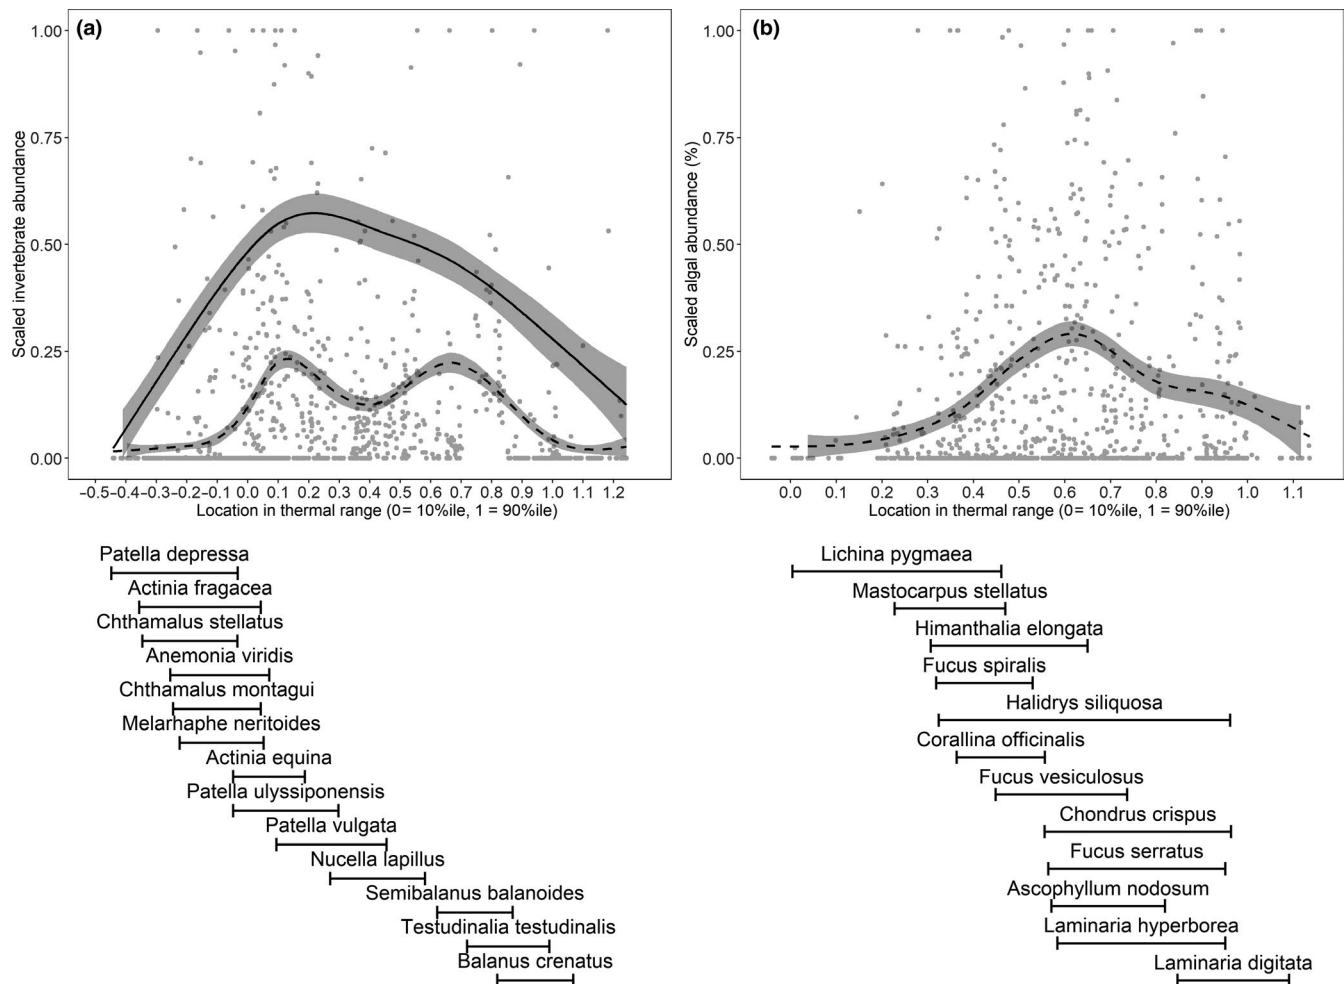 (a)
1.00
0.75
0.50
0.25
0.00
Scaled invertebrate abundance
−0.5 −0.4 −0.3 −0.2 −0.1 0.0 0.1 0.2 0.3 0.4 0.5 0.6 0.7 0.8 0.9 1.0 1.1 1.2
Location in thermal range (0= 10%ile, 1 = 90%ile)
Patella depressa
Actinia fragacea
Chthamalus stellatus
Anemonia viridis
Chthamalus montagui
Melarhaphe neritoides
Actinia equina
Patella ulyssiponensis
Patella vulgata
Nucella lapillus
Semibalanus balanoides
Testudinalia testudinalis
Balanus crenatus
(b)
1.00
0.75
0.50
0.25
0.00
Scaled algal abundance (%)
0.0 0.1 0.2 0.3 0.4 0.5 0.6 0.7 0.8 0.9 1.0 1.1
Location in thermal range (0= 10%ile, 1 = 90%ile)
Lichina pygmaea
Mastocarpus stellatus
Himanthalia elongata
Fucus spiralis
Halidrys siliquosa
Corallina officinalis
Fucus vesiculosus
Chondrus crispus
Fucus serratus
Ascophyllum nodosum
Laminaria hyperborea
Laminaria digitata